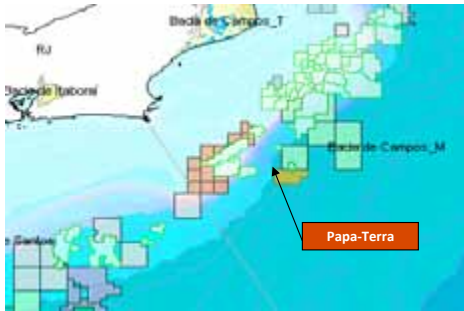 Bacia de Campos_T
RJ
Bacia de Itaboraí
Bacia de Campos_M
Papa-Terra
e Santos